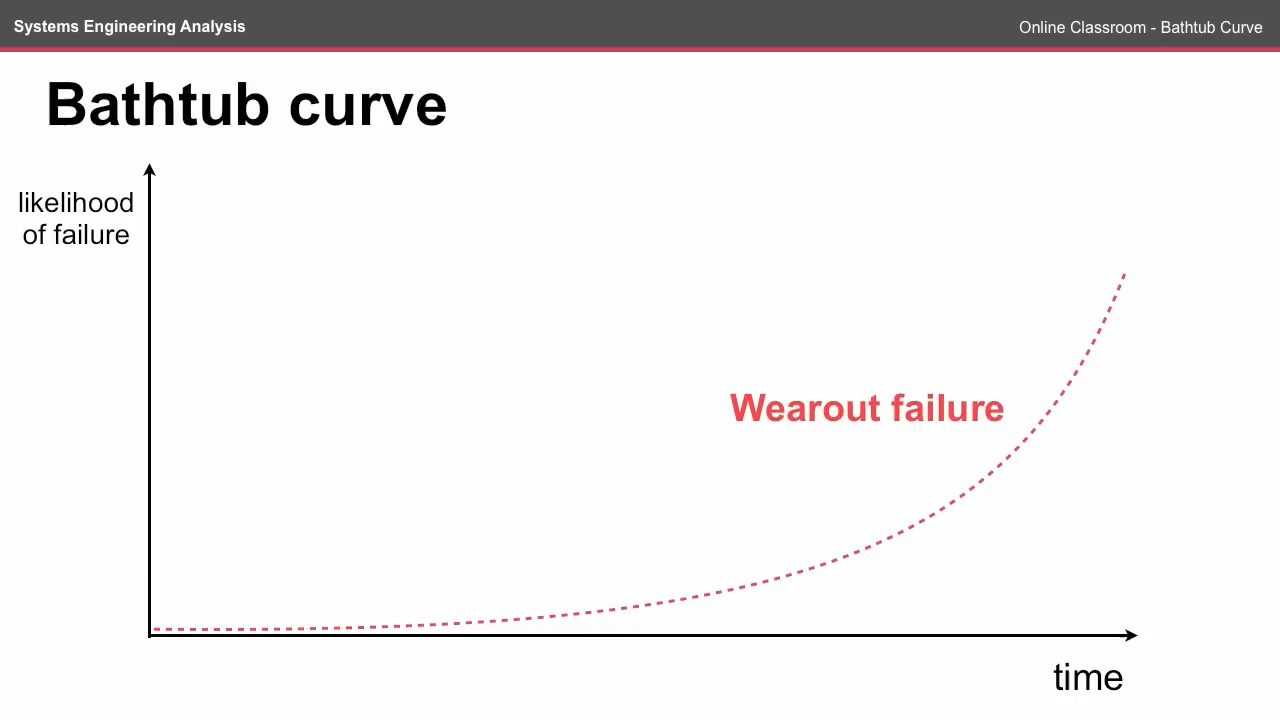 Systems Engineering Analysis
Online Classroom - Bathtub Curve
Bathtub curve
likelihood
of failure
Wearout failure
time